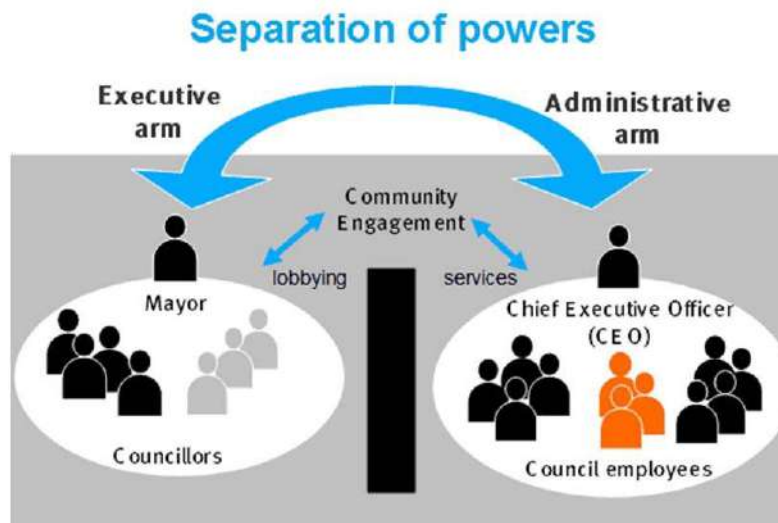 Separation of powers
Executive
arm
Administrative
arm
Community
Engagement
lobbying
services
Mayor
Chief Executive Officer
(CEO)
Councillors
Council employees